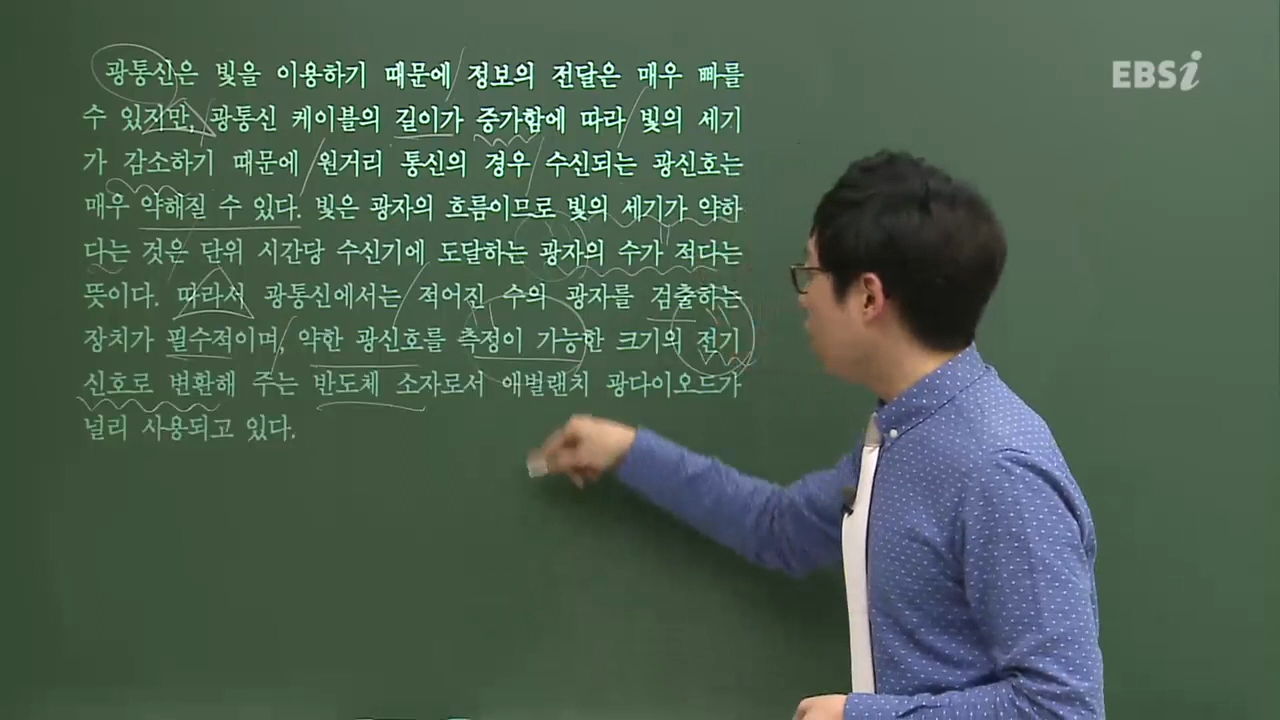 광통신은 빛을 이용하기 때문에 정보의 전달은 매우 빠를
수 있지만, 광통신 케이블의 길이가 증가함에 따라 빛의 세기
가 감소하기 때문에 원거리 통신의 경우 수신되는 광신호는
매우 약해질 수 있다. 빛은 광자의 흐름이므로 빛의 세기가 약하
다는 것은 단위 시간당 수신기에 도달하는 광자의 수가 적다는
뜻이다. 따라서 광통신에서는 적어진 수의 광자를 검출하는
장치가 필수적이며, 약한 광신호를 측정이 가능한 크기의 전기
신호로 변환해 주는 반도체 소자로서 애벌랜치 광다이오드가
널리 사용되고 있다.
EBSi